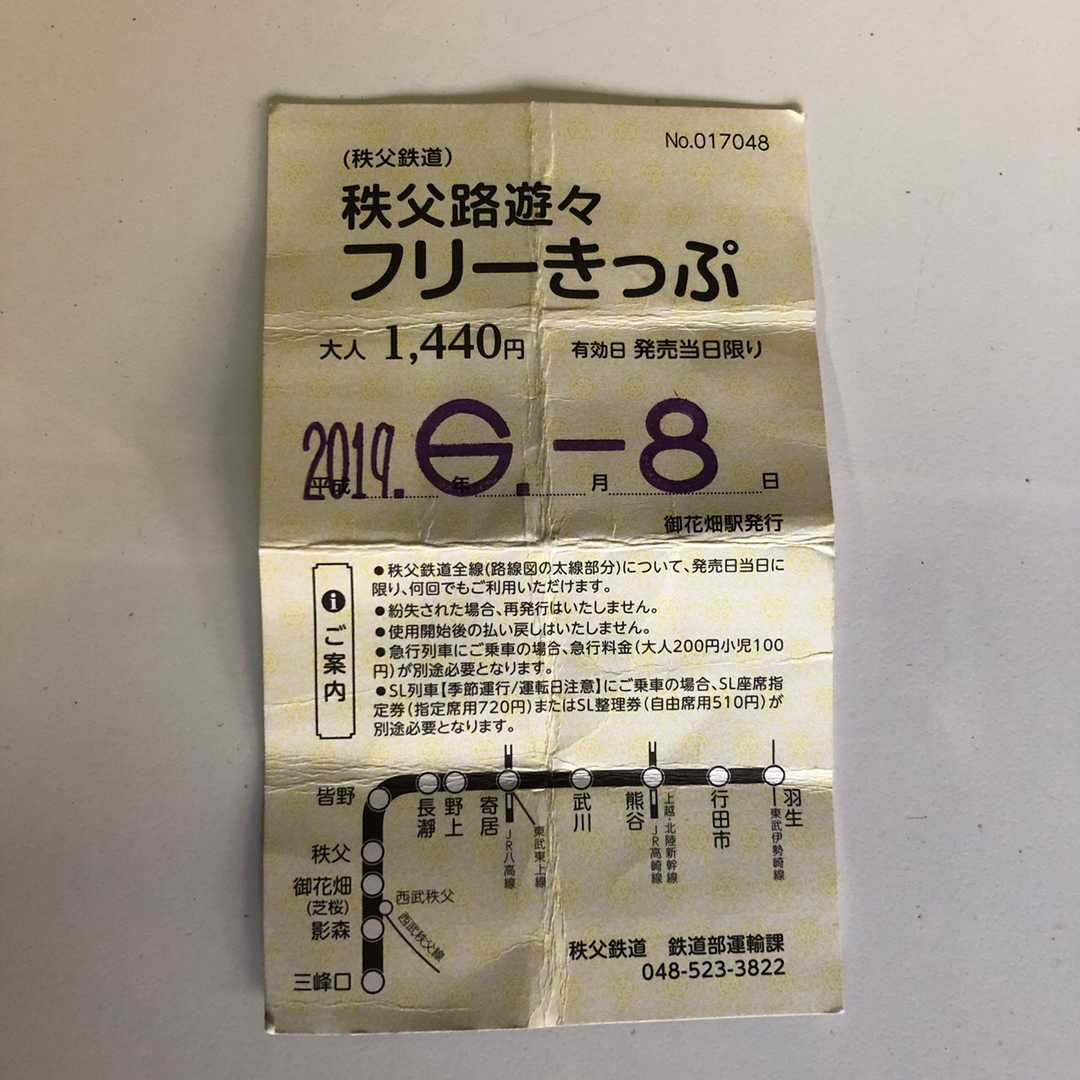 No.017048
(秩父鉄道)
秩父路遊々
フリーきっぷ
大人 1,440円 有効日 発売当日限り
2019. 6. -8
平成 年 月 日
御花畑駅発行
ご案内
●秩父鉄道全線(路線図の太線部分)について、発売日当日に
限り、何回でもご利用いただけます。
●紛失された場合、再発行はいたしません。
●使用開始後の払い戻しはいたしません。
●急行列車にご乗車の場合、急行料金(大人200円小児100
円)が別途必要となります。
●SL列車【季節運行/運転日注意】にご乗車の場合、SL座席指
定券(指定席用720円)またはSL整理券(自由席用510円)が
別途必要となります。
羽生
東武伊勢崎線
行田市
上越・北陸新幹線
JR高崎線
熊谷
武川
東武東上線
JR八高線
寄居
野上
長瀞
皆野
秩父
御花畑
(芝桜)
西武秩父
西武秩父線
影森
三峰口
秩父鉄道 鉄道部運輸課
048-523-3822